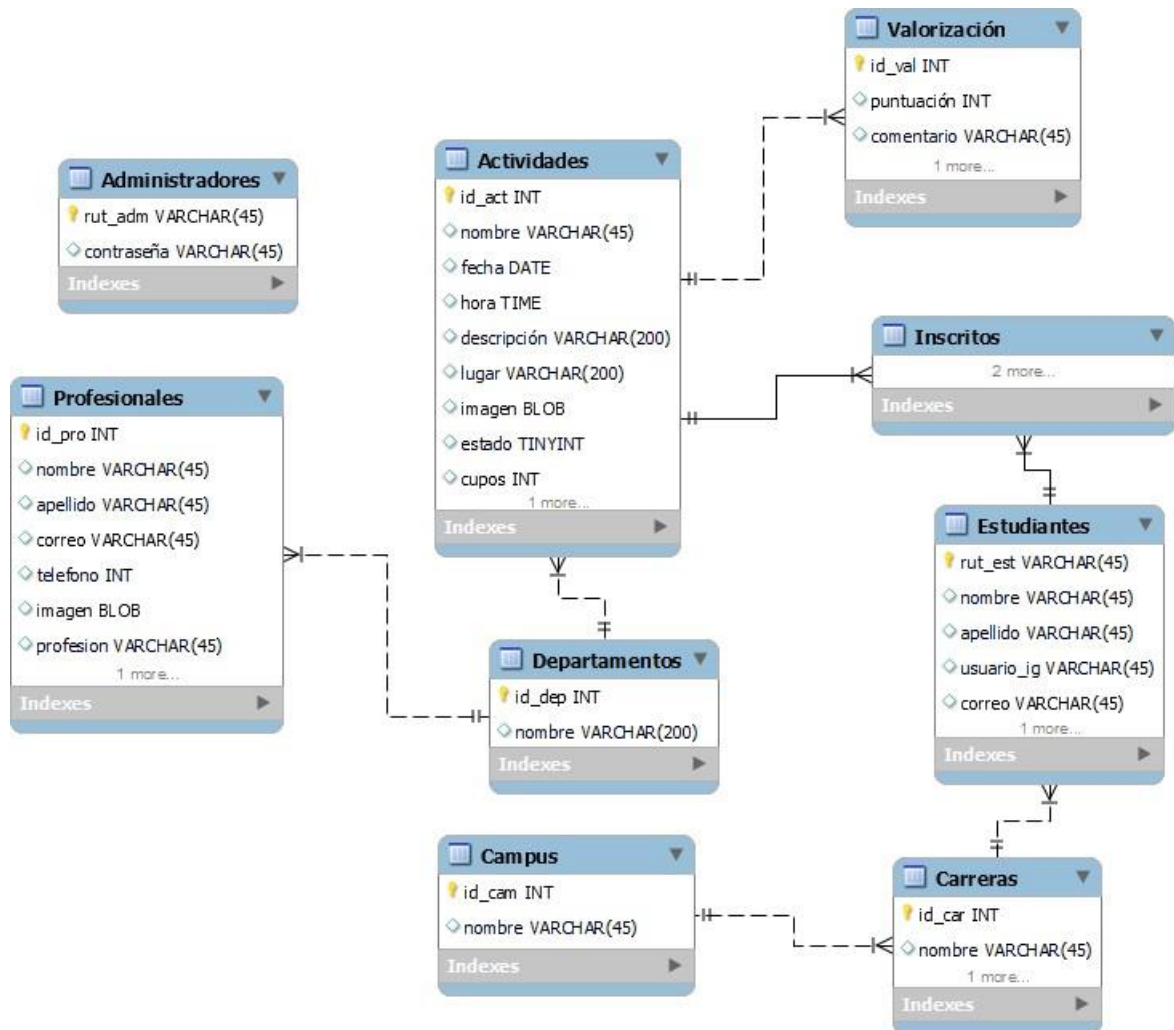 Valorización
id_val INT
puntuación INT
comentario VARCHAR(45)
1 more...
Indexes
Administradores
rut_adm VARCHAR(45)
contraseña VARCHAR(45)
Indexes
Actividades
id_act INT
nombre VARCHAR(45)
fecha DATE
hora TIME
descripción VARCHAR(200)
lugar VARCHAR(200)
imagen BLOB
estado TINYINT
cupos INT
1 more...
Indexes
Inscritos
2 more...
Indexes
Profesionales
id_pro INT
nombre VARCHAR(45)
apellido VARCHAR(45)
correo VARCHAR(45)
telefono INT
imagen BLOB
profesion VARCHAR(45)
1 more...
Indexes
Estudiantes
rut_est VARCHAR(45)
nombre VARCHAR(45)
apellido VARCHAR(45)
usuario_ig VARCHAR(45)
correo VARCHAR(45)
1 more...
Indexes
Departamentos
id_dep INT
nombre VARCHAR(200)
Indexes
Campus
id_cam INT
nombre VARCHAR(45)
Indexes
Carreras
id_car INT
nombre VARCHAR(45)
1 more...
Indexes